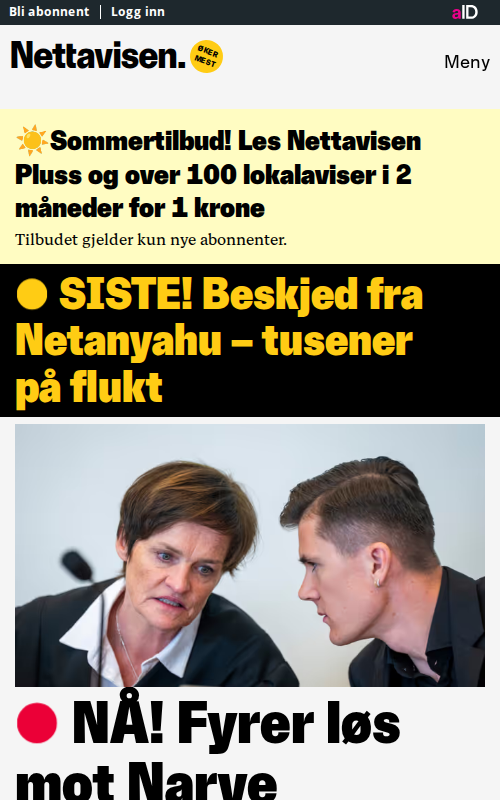 Bli abonnent Logg inn aID
Nettavisen. ØKER MEST
Meny
Sommertilbud! Les Nettavisen
Pluss og over 100 lokalaviser i 2
måneder for 1 krone
Tilbudet gjelder kun nye abonnenter.
SISTE! Beskjed fra
Netanyahu – tusener
på flukt
NÅ! Fyrer løs
mot Narve